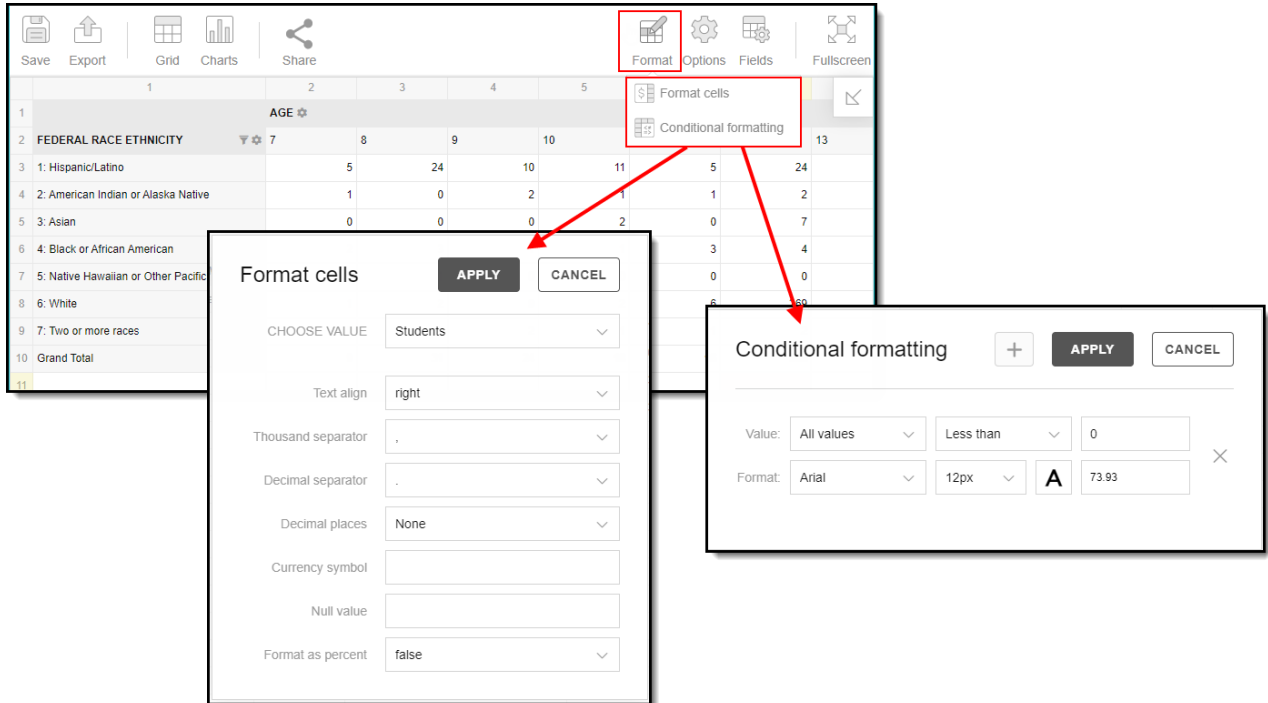 Save Export Grid Charts Share Format Options Fields Fullscreen
Format cells
Conditional formatting
1 2 3 4 5
1 AGE
2 FEDERAL RACE ETHNICITY 7 8 9 10 13
3 1: Hispanic/Latino 5 24 10 11 5 24
4 2: American Indian or Alaska Native 1 0 2 1 1 2
5 3: Asian 0 0 0 2 0 7
6 4: Black or African American 3 4
7 5: Native Hawaiian or Other Pacific 0 0
8 6: White 6 69
9 7: Two or more races
10 Grand Total
11
Format cells APPLY CANCEL
CHOOSE VALUE Students
Text align right
Thousand separator ,
Decimal separator .
Decimal places None
Currency symbol
Null value
Format as percent false
Conditional formatting + APPLY CANCEL
Value: All values Less than 0
Format: Arial 12px A 73.93